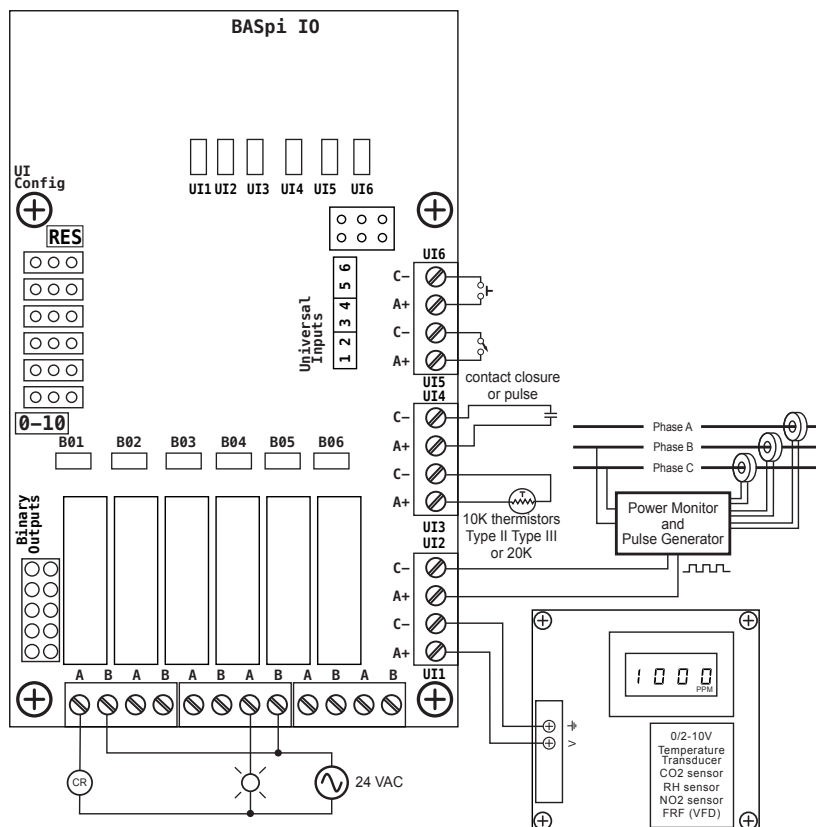 BASpi IO
UI1 UI2 UI3 UI4 UI5 UI6
UI
Config
RES
0–10
Universal
Inputs
1 2 3 4 5 6
UI6
C–
A+
C–
A+
UI5
UI4
C–
A+
C–
A+
UI3
UI2
C–
A+
C–
A+
UI1
contact closure
or pulse
T
10K thermistors
Type II Type III
or 20K
Phase A
Phase B
Phase C
Power Monitor
and
Pulse Generator
B01 B02 B03 B04 B05 B06
Binary
Outputs
A B A B A B A B A B A B
CR
24 VAC
1000
PPM
V
0/2-10V
Temperature
Transducer
CO2 sensor
RH sensor
NO2 sensor
FRF (VFD)